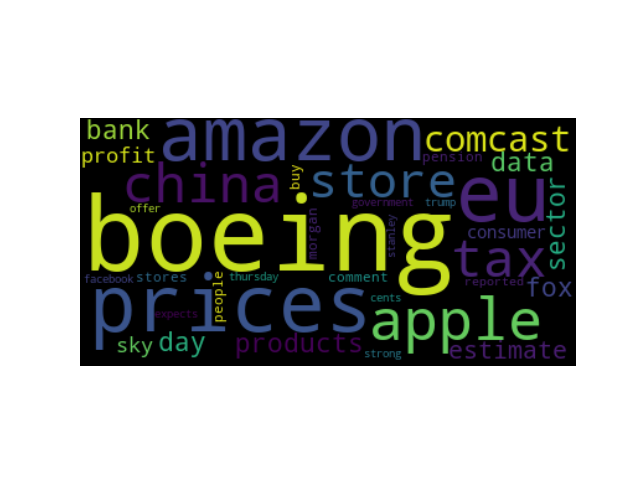 bank
amazon
comcast
profit
pension
data
china
buy
store
eu
sector
offer
government
trump
boeing
morgan
stanley
consumer
tax
facebook
stores
people
thursday
comment
reported
fox
prices
expects
cents
apple
sky
day
products
strong
estimate